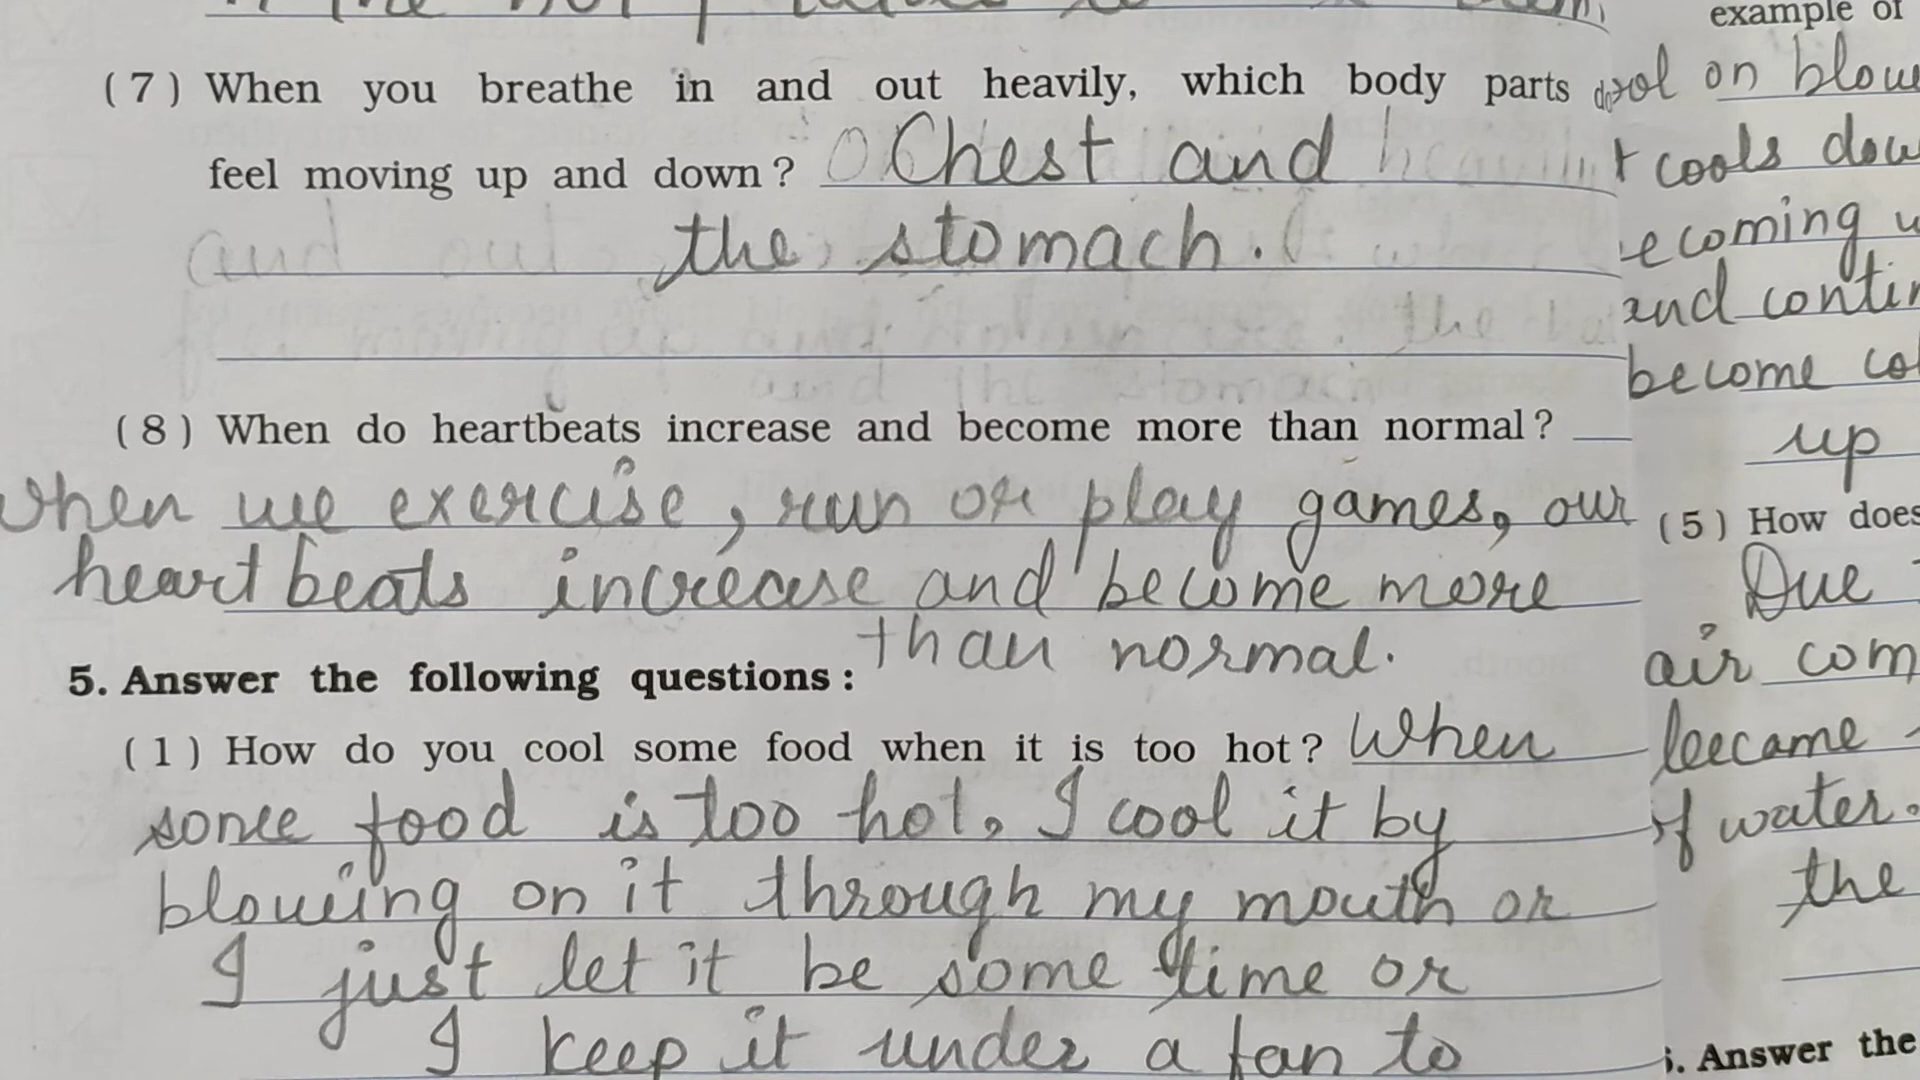 (7) When you breathe in and out heavily, which body parts do
feel moving up and down? Chest and
the stomach.
(8) When do heartbeats increase and become more than normal?
when we exercise, run or play games, our
heart beats increase and become more
than normal.
5. Answer the following questions:
(1) How do you cool some food when it is too hot? When
some food is too hot, I cool it by
blowing on it through my mouth or
I just let it be some time or
I keep it under a fan to
example of
on blow
cools dow
and contin
become co
up
(5) How does
Due
air com
became
of water.
the
Answer the